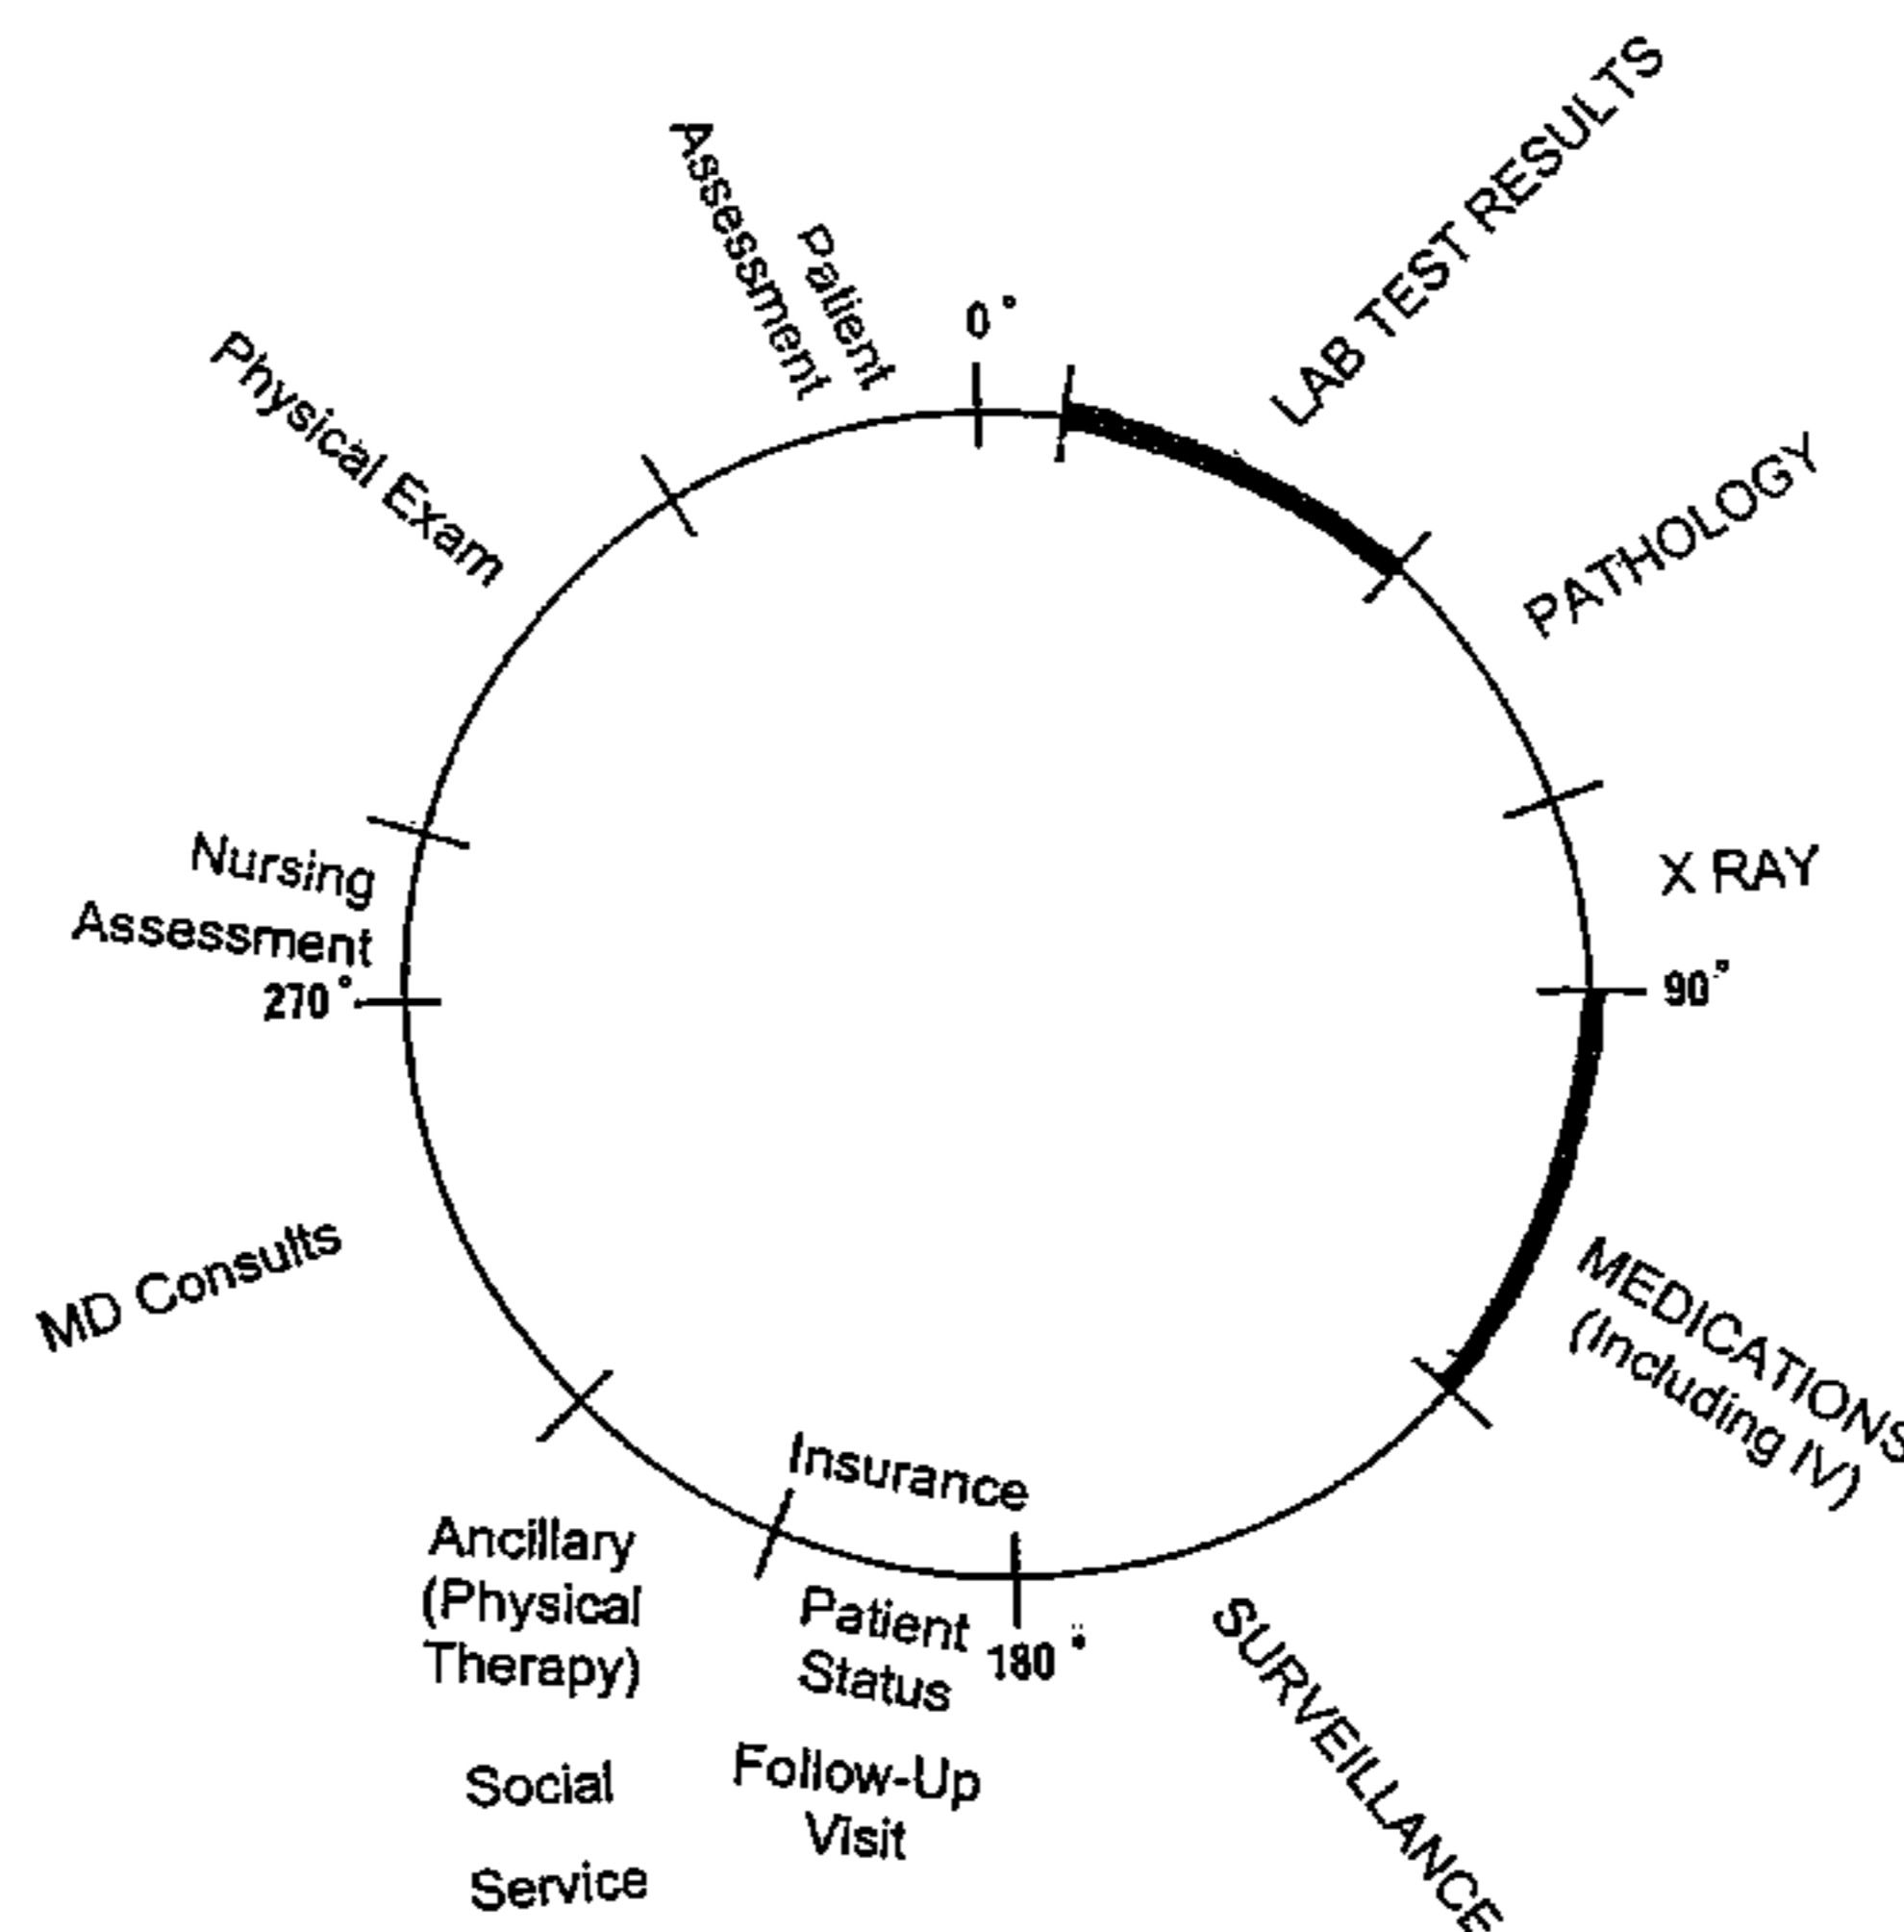 0°
LAB TEST RESULTS
PATHOLOGY
X RAY
90°
MEDICATIONS
(Including IV)
SURVEILLANCE
180°
Insurance
Patient
Status
Follow-Up
Visit
Ancillary
(Physical
Therapy)
Social
Service
MD Consults
270°
Nursing
Assessment
Physical Exam
Patient
Assessment